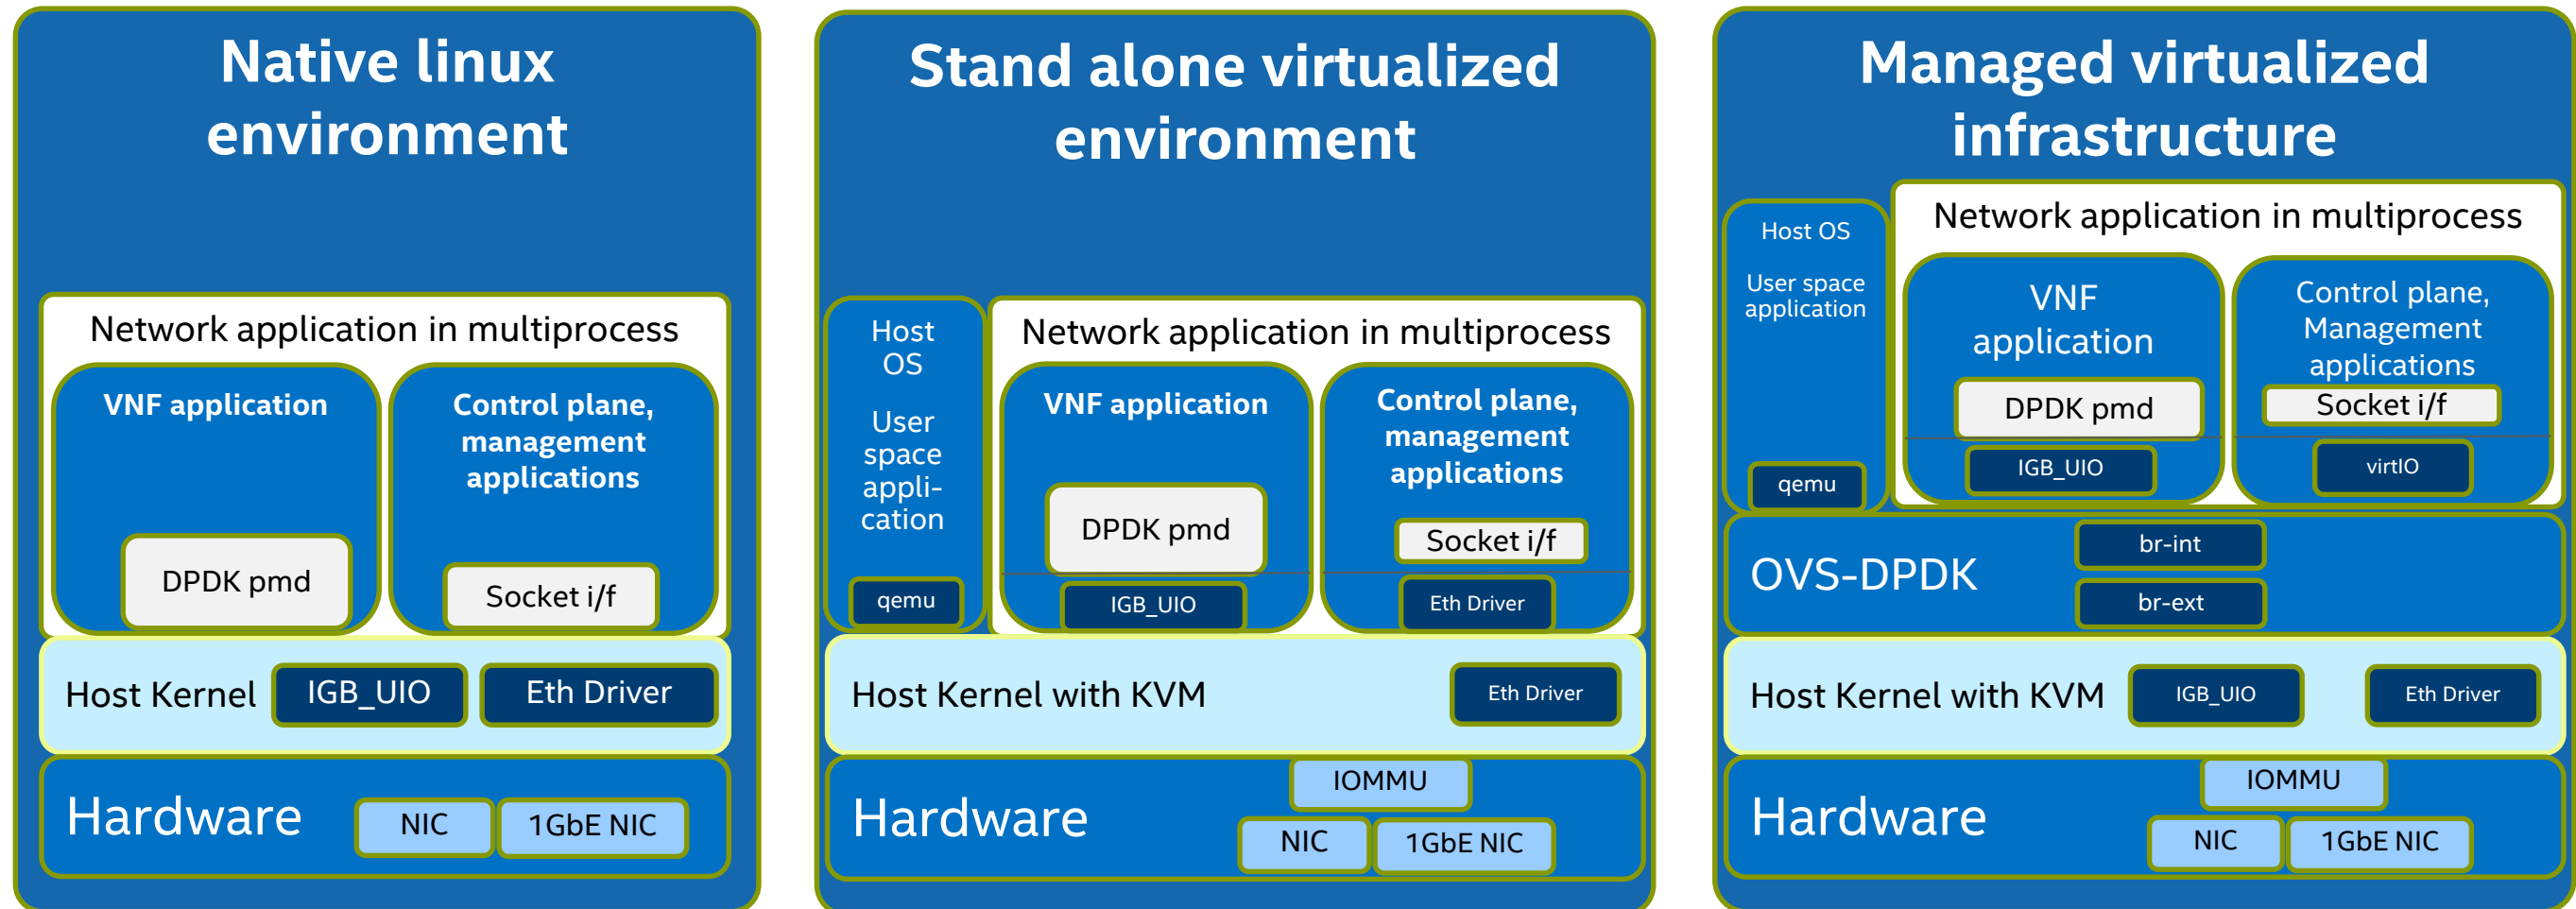 Native linux
environment
Network application in multiprocess
VNF application
DPDK pmd
Control plane,
management
applications
Socket i/f
Host Kernel
IGB_UIO
Eth Driver
Hardware
NIC
1GbE NIC
Stand alone virtualized
environment
Host
OS
User
space
appli-
cation
qemu
Network application in multiprocess
VNF application
DPDK pmd
IGB_UIO
Control plane,
management
applications
Socket i/f
Eth Driver
Host Kernel with KVM
Eth Driver
Hardware
IOMMU
NIC
1GbE NIC
Managed virtualized
infrastructure
Host OS
User space
application
qemu
Network application in multiprocess
VNF
application
DPDK pmd
IGB_UIO
Control plane,
Management
applications
Socket i/f
virtIO
OVS-DPDK
br-int
br-ext
Host Kernel with KVM
IGB_UIO
Eth Driver
Hardware
IOMMU
NIC
1GbE NIC